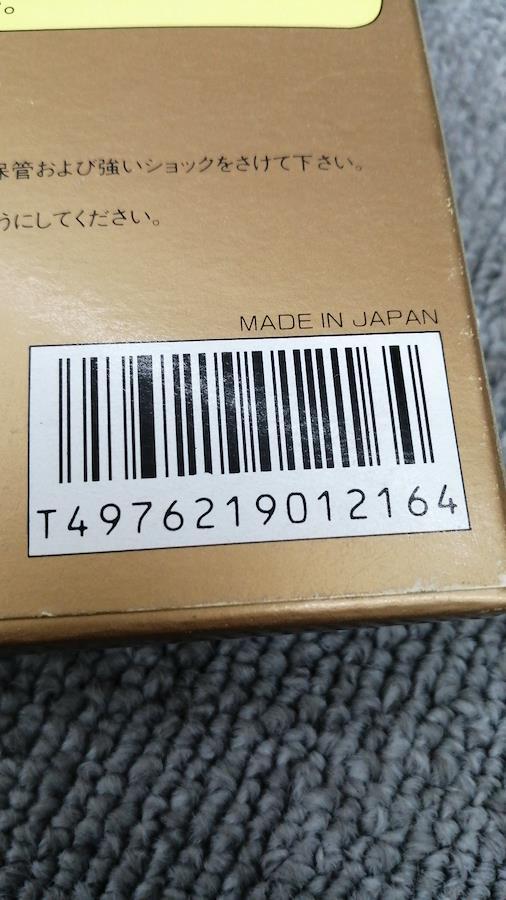 。
保管および強いショックをさけて下さい。
うにしてください。
MADE IN JAPAN
T4976219012164